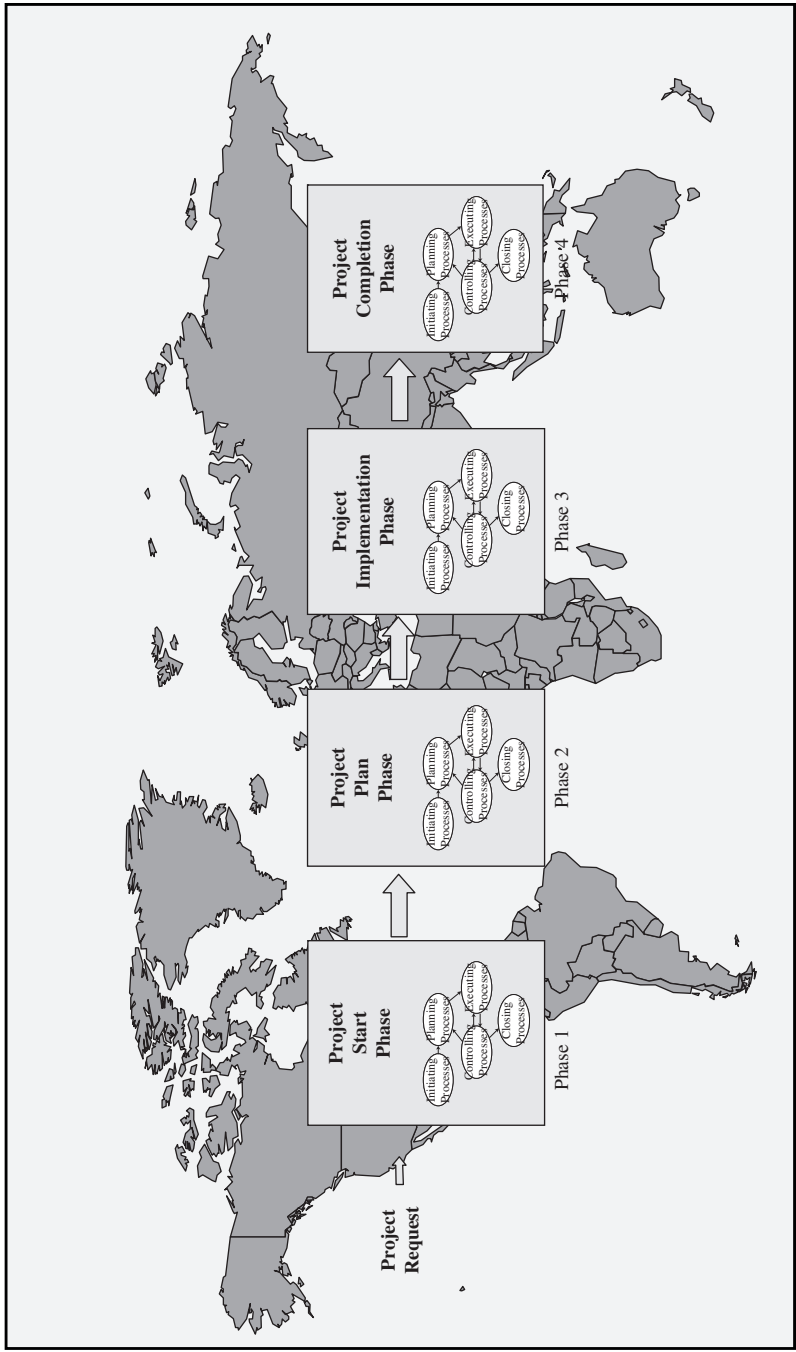 Project
Request
Project
Start
Phase
Initiating
Processes
Planning
Processes
Controlling
Processes
Executing
Processes
Closing
Processes
Phase 1
Project
Plan
Phase
Initiating
Processes
Planning
Processes
Controlling
Processes
Executing
Processes
Closing
Processes
Phase 2
Project
Implementation
Phase
Initiating
Processes
Planning
Processes
Controlling
Processes
Executing
Processes
Closing
Processes
Phase 3
Project
Completion
Phase
Initiating
Processes
Planning
Processes
Controlling
Processes
Executing
Processes
Closing
Processes
Phase 4